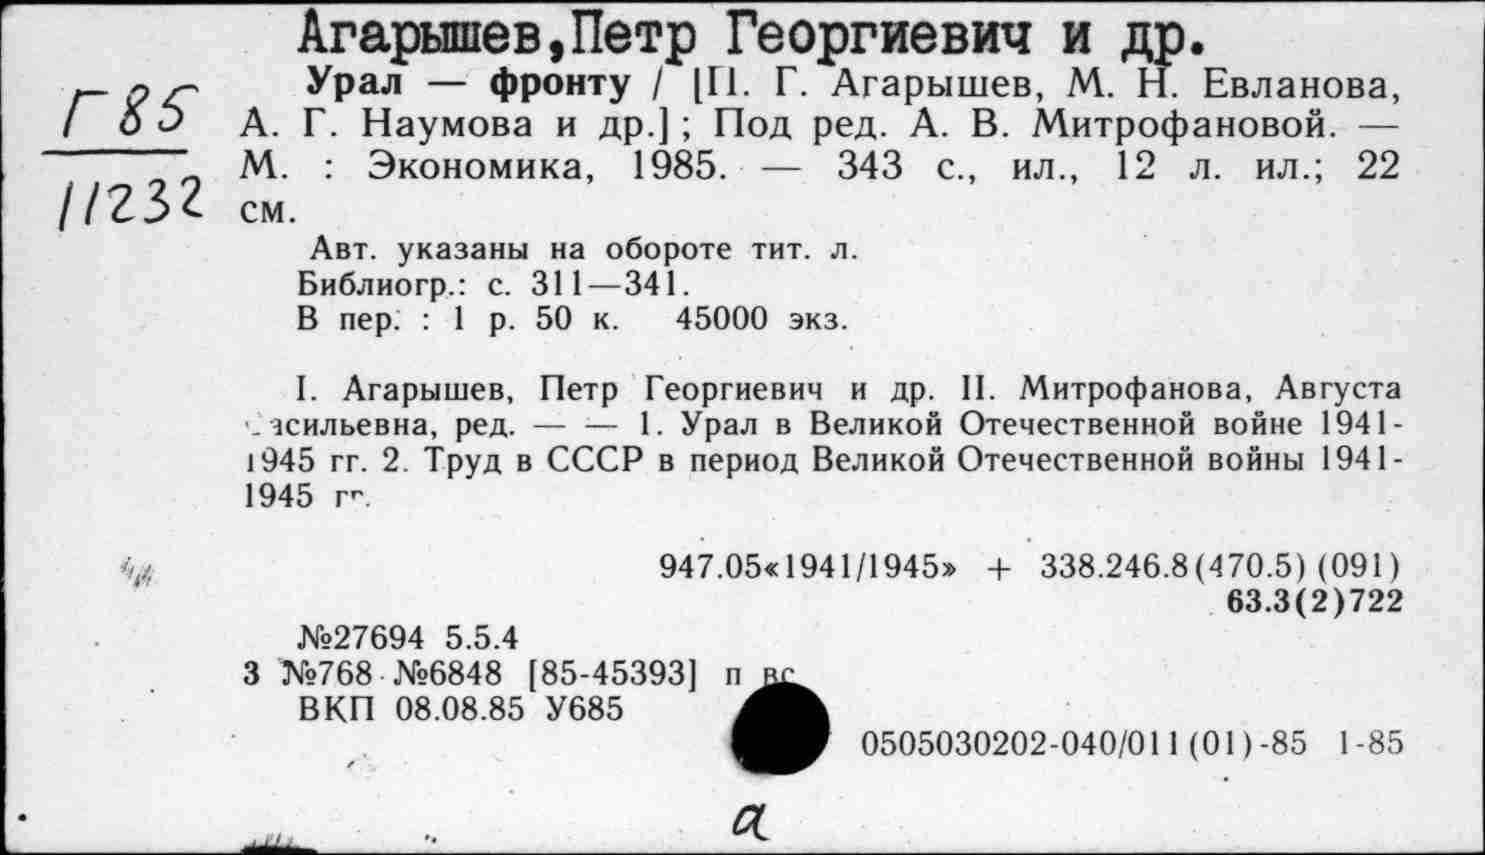 Агарышев,Петр Георгиевич и др.
Г85
11232
Урал — фронту / [П. Г. Агарышев, М. Н. Евланова,
А. Г. Наумова и др.] ; Под ред. А. В. Митрофановой. —
М. : Экономика, 1985. — 343 с., ил., 12 л. ил.; 22
см.
Авт. указаны на обороте тит. л.
Библиогр.: с. 311—341.
В пер. : 1 р. 50 к. 45000 экз.
I. Агарышев, Петр Георгиевич и др. II. Митрофанова, Августа
Васильевна, ред. — — 1. Урал в Великой Отечественной войне 1941-
1945 гг. 2. Труд в СССР в период Великой Отечественной войны 1941-
1945 гг.
947.05«1941/1945» + 338.246.8(470.5)(091)
63.3(2)722
№27694 5.5.4
3 №768 №6848 [85-45393] п вс
ВКП 08.08.85 У685
0505030202-040/011(01)-85 1-85
а